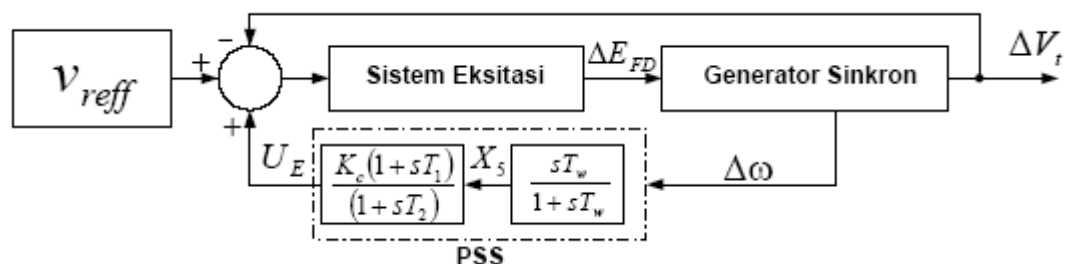 v_reff
+
−
+
Sistem Eksitasi
ΔE_FD
Generator Sinkron
ΔV_t
U_E
K_c(1+sT_1)
(1+sT_2)
X_5
sT_w
1+sT_w
Δω
PSS